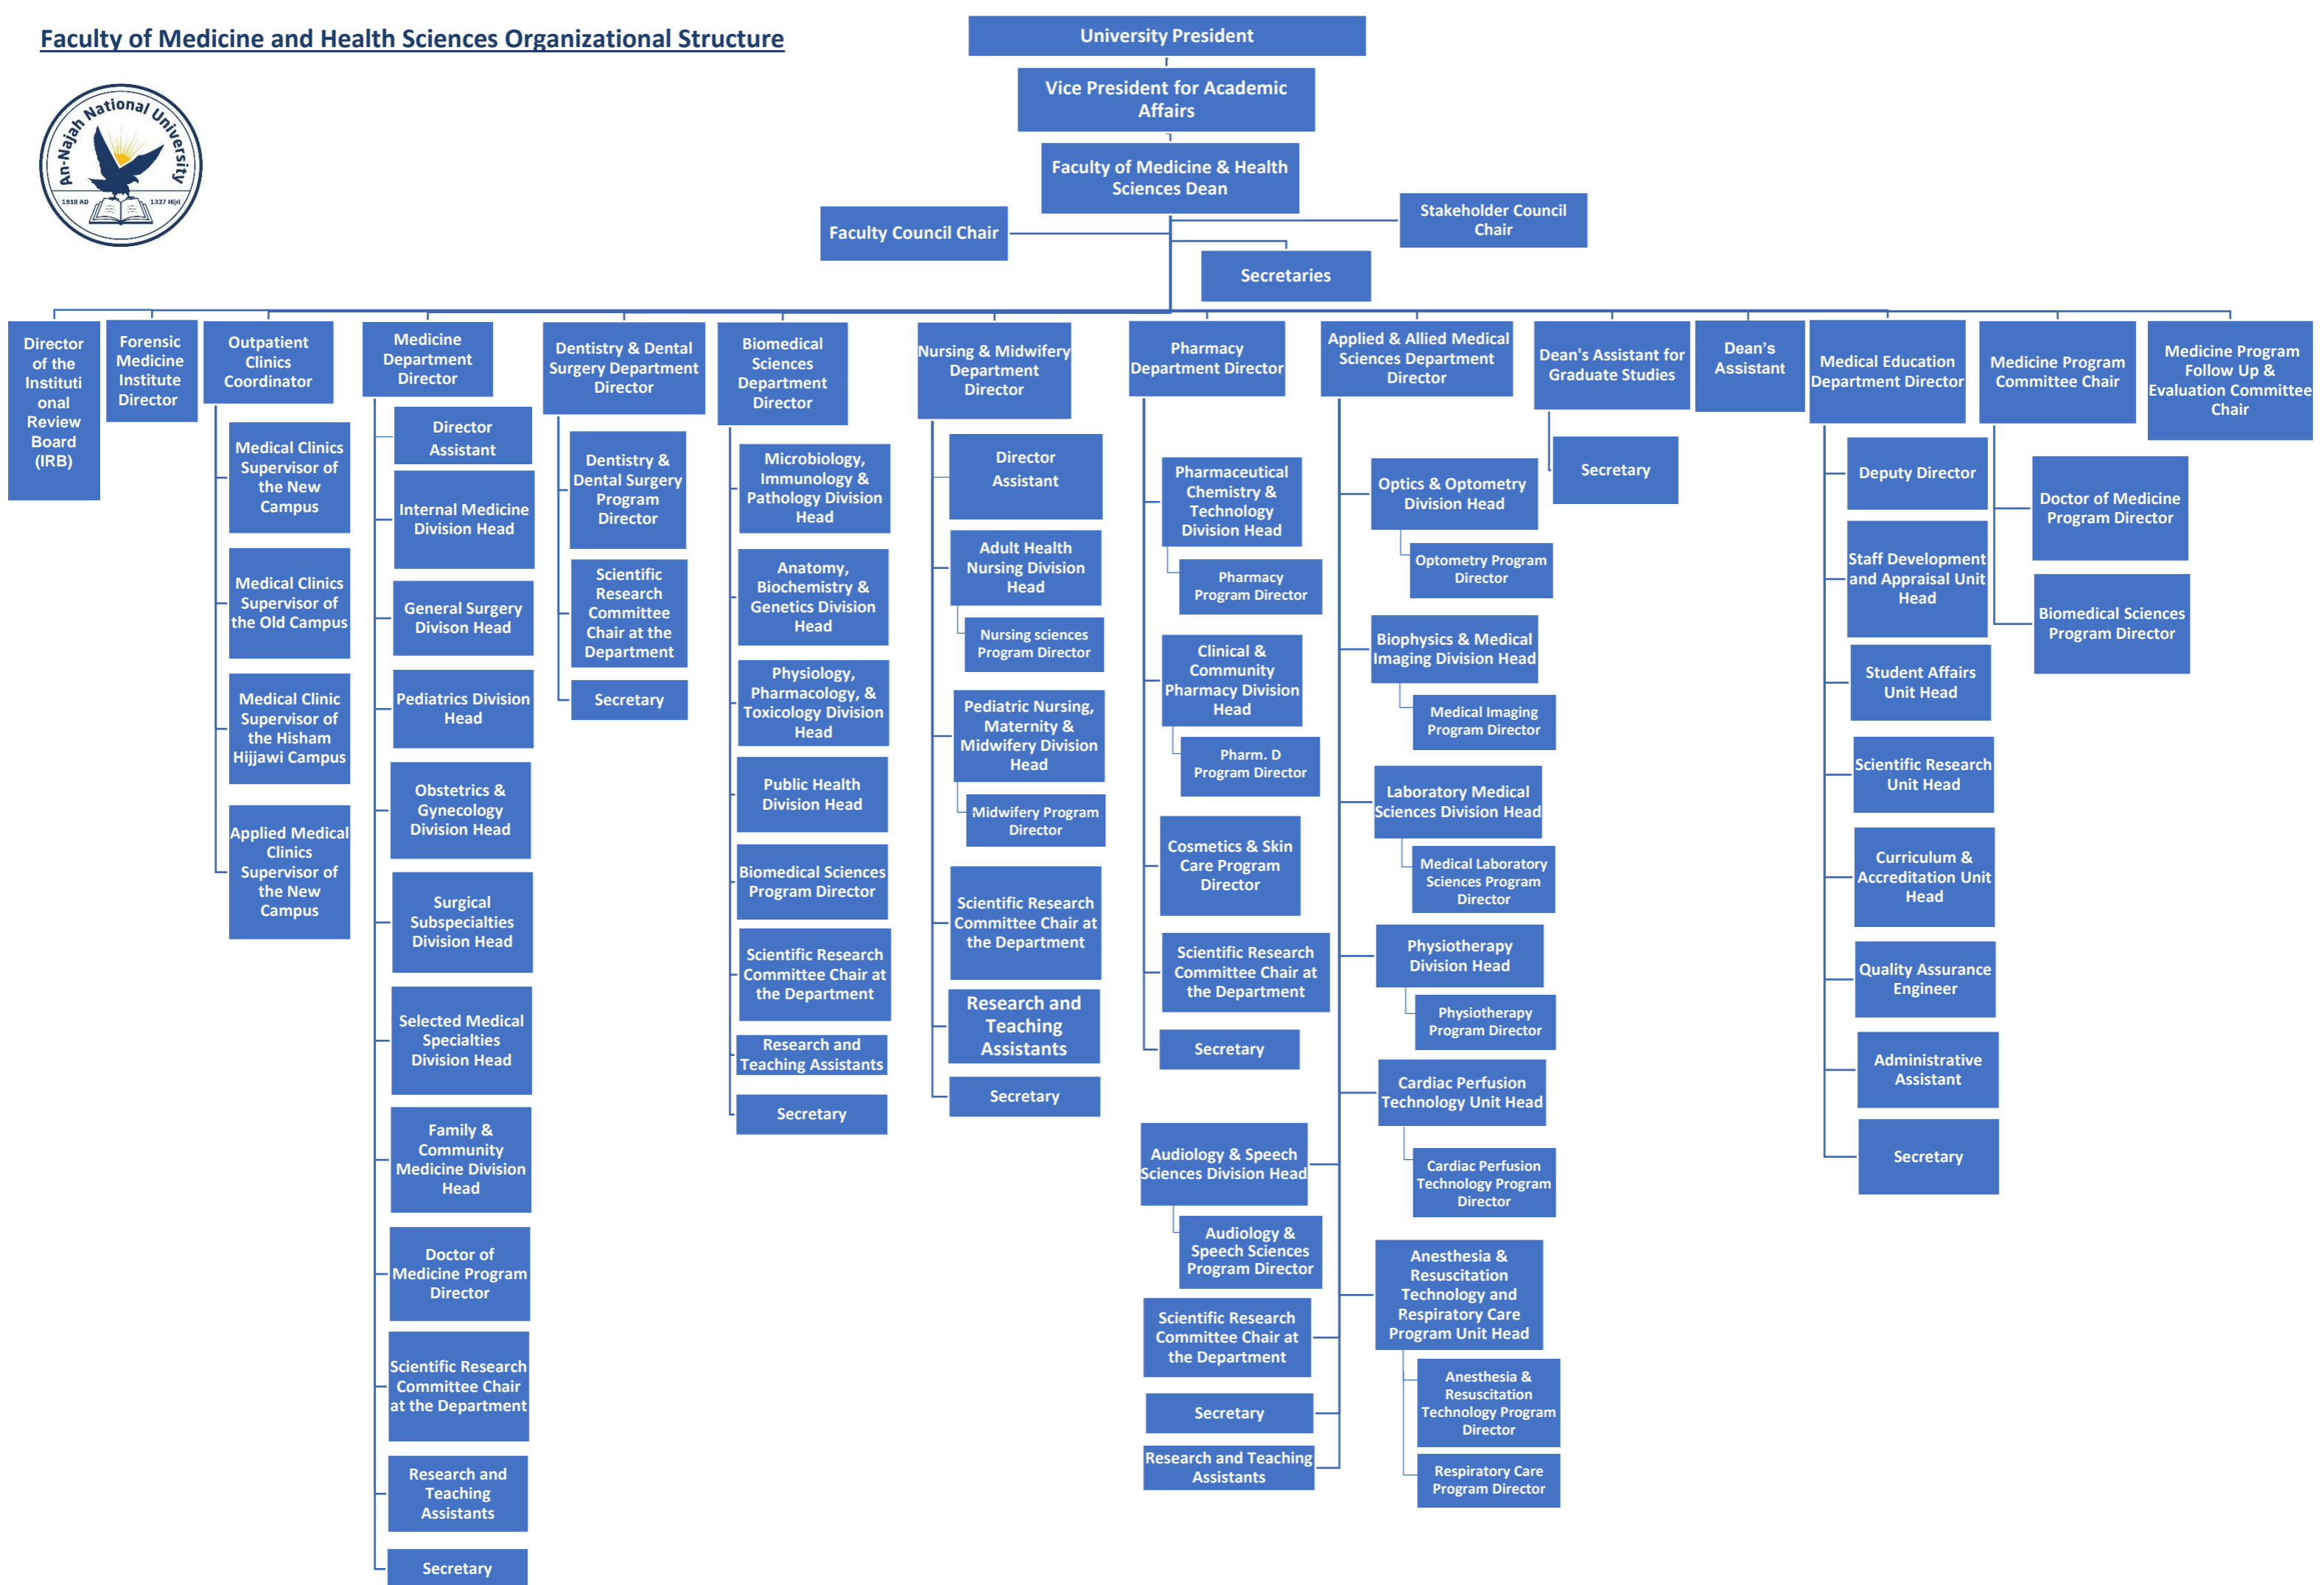 Faculty of Medicine and Health Sciences Organizational Structure
An-Najah National University
1918 AD
1337 Hijri
University President
Vice President for Academic
Affairs
Faculty of Medicine & Health
Sciences Dean
Stakeholder Council
Chair
Faculty Council Chair
Secretaries
Director
of the
Instituti
onal
Review
Board
(IRB)
Forensic
Medicine
Institute
Director
Outpatient
Clinics
Coordinator
Medical Clinics
Supervisor of
the New
Campus
Medical Clinics
Supervisor of
the Old Campus
Medical Clinic
Supervisor of
the Hisham
Hijjawi Campus
Applied Medical
Clinics
Supervisor of
the New
Campus
Medicine
Department
Director
Director
Assistant
Internal Medicine
Division Head
General Surgery
Divison Head
Pediatrics Division
Head
Obstetrics &
Gynecology
Division Head
Surgical
Subspecialties
Division Head
Selected Medical
Specialties
Division Head
Family &
Community
Medicine Division
Head
Doctor of
Medicine Program
Director
Scientific Research
Committee Chair
at the Department
Research and
Teaching
Assistants
Secretary
Dentistry & Dental
Surgery Department
Director
Dentistry &
Dental Surgery
Program
Director
Scientific
Research
Committee
Chair at the
Department
Secretary
Biomedical
Sciences
Department
Director
Microbiology,
Immunology &
Pathology Division
Head
Anatomy,
Biochemistry &
Genetics Division
Head
Physiology,
Pharmacology, &
Toxicology Division
Head
Public Health
Division Head
Biomedical Sciences
Program Director
Scientific Research
Committee Chair at
the Department
Research and
Teaching Assistants
Secretary
Nursing & Midwifery
Department
Director
Director
Assistant
Adult Health
Nursing Division
Head
Nursing sciences
Program Director
Pediatric Nursing,
Maternity &
Midwifery Division
Head
Midwifery Program
Director
Scientific Research
Committee Chair at
the Department
Research and
Teaching
Assistants
Secretary
Pharmacy
Department Director
Pharmaceutical
Chemistry &
Technology
Division Head
Pharmacy
Program Director
Clinical &
Community
Pharmacy Division
Head
Pharm. D
Program Director
Cosmetics & Skin
Care Program
Director
Scientific Research
Committee Chair at
the Department
Secretary
Applied & Allied Medical
Sciences Department
Director
Optics & Optometry
Division Head
Optometry Program
Director
Biophysics & Medical
Imaging Division Head
Medical Imaging
Program Director
Laboratory Medical
Sciences Division Head
Medical Laboratory
Sciences Program
Director
Physiotherapy
Division Head
Physiotherapy
Program Director
Cardiac Perfusion
Technology Unit Head
Cardiac Perfusion
Technology Program
Director
Anesthesia &
Resuscitation
Technology and
Respiratory Care
Program Unit Head
Anesthesia &
Resuscitation
Technology Program
Director
Respiratory Care
Program Director
Audiology & Speech
Sciences Division Head
Audiology &
Speech Sciences
Program Director
Scientific Research
Committee Chair at
the Department
Secretary
Research and Teaching
Assistants
Dean's Assistant for
Graduate Studies
Secretary
Dean's
Assistant
Medical Education
Department Director
Deputy Director
Staff Development
and Appraisal Unit
Head
Student Affairs
Unit Head
Scientific Research
Unit Head
Curriculum &
Accreditation Unit
Head
Quality Assurance
Engineer
Administrative
Assistant
Secretary
Medicine Program
Committee Chair
Doctor of Medicine
Program Director
Biomedical Sciences
Program Director
Medicine Program
Follow Up &
Evaluation Committee
Chair